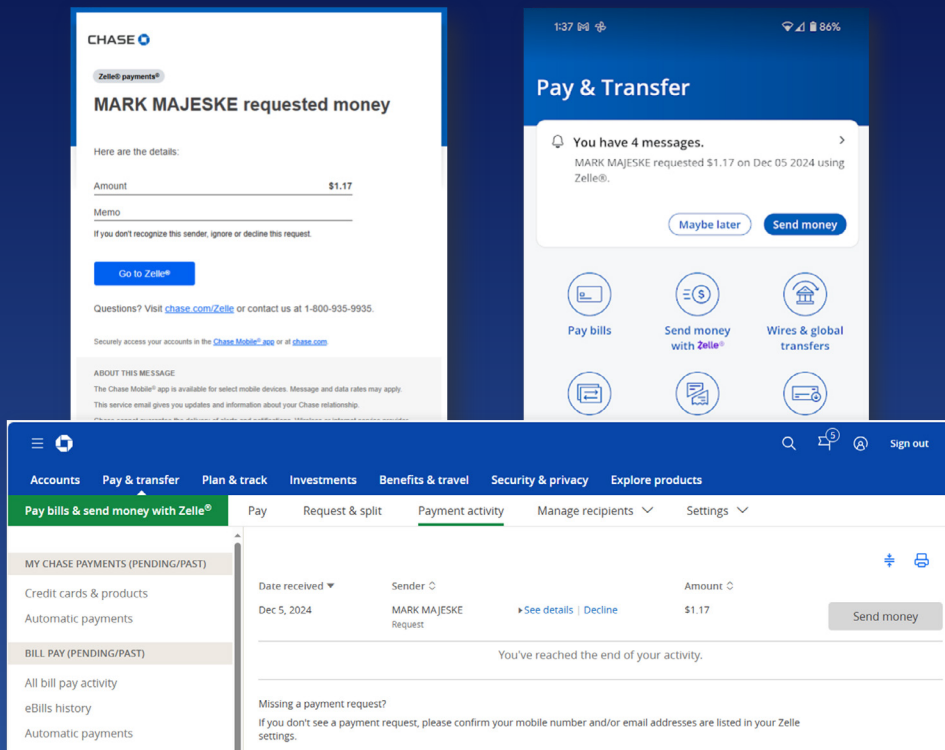 CHASE
Zelle® payments®
MARK MAJESKE requested money
Here are the details:
Amount $1.17
Memo
If you don't recognize this sender, ignore or decline this request.
Go to Zelle®
Questions? Visit chase.com/Zelle or contact us at 1-800-935-9935.
Securely access your accounts in the Chase Mobile® app or at chase.com.
ABOUT THIS MESSAGE
The Chase Mobile® app is available for select mobile devices. Message and data rates may apply.
This service email gives you updates and information about your Chase relationship.
1:37 86%
Pay & Transfer
You have 4 messages.
MARK MAJESKE requested $1.17 on Dec 05 2024 using
Zelle®.
Maybe later Send money
Pay bills Send money Wires & global
with Zelle® transfers
5
Sign out
Accounts Pay & transfer Plan & track Investments Benefits & travel Security & privacy Explore products
Pay bills & send money with Zelle® Pay Request & split Payment activity Manage recipients Settings
MY CHASE PAYMENTS (PENDING/PAST)
Credit cards & products
Automatic payments
BILL PAY (PENDING/PAST)
All bill pay activity
eBills history
Automatic payments
Date received Sender Amount
Dec 5, 2024 MARK MAJESKE See details | Decline $1.17 Send money
Request
You've reached the end of your activity.
Missing a payment request?
If you don't see a payment request, please confirm your mobile number and/or email addresses are listed in your Zelle
settings.